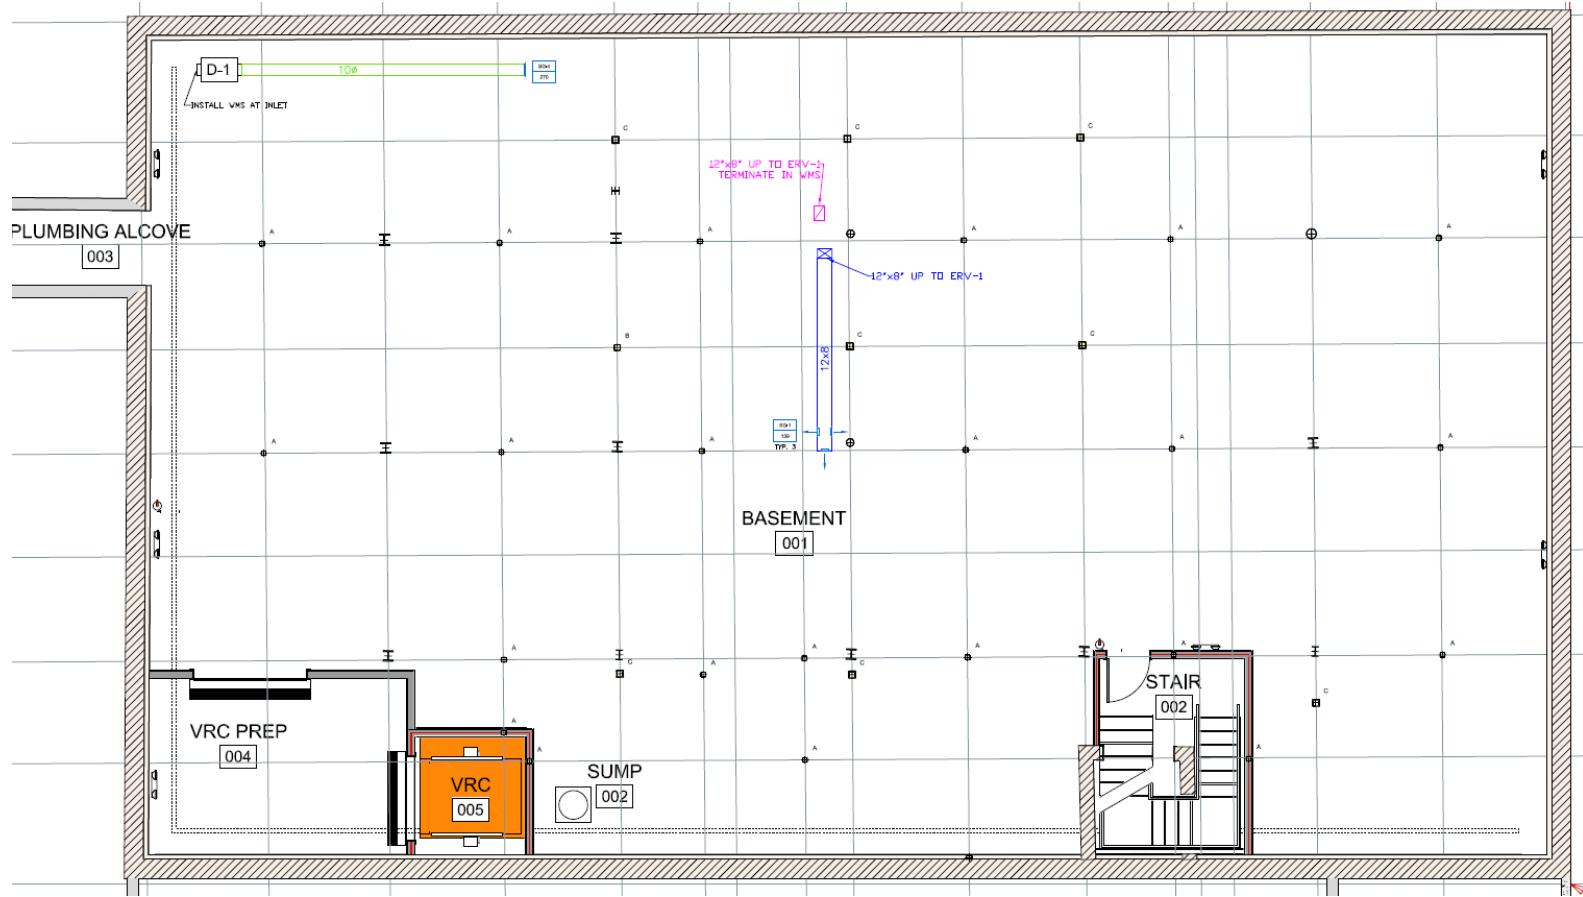 D-1
10ø
270
INSTALL WMS AT INLET
C
C
C
12"x8" UP TO ERV-1
TERMINATE IN WMS
PLUMBING ALCOVE
003
A
A
A
A
A
A
12"x8" UP TO ERV-1
B
C
C
12x8
TYP. 3
A
A
A
A
A
A
BASEMENT
001
A
C
A
A
C
A
A
A
STAIR
002
C
VRC PREP
004
A
A
A
A
VRC
005
SUMP
002